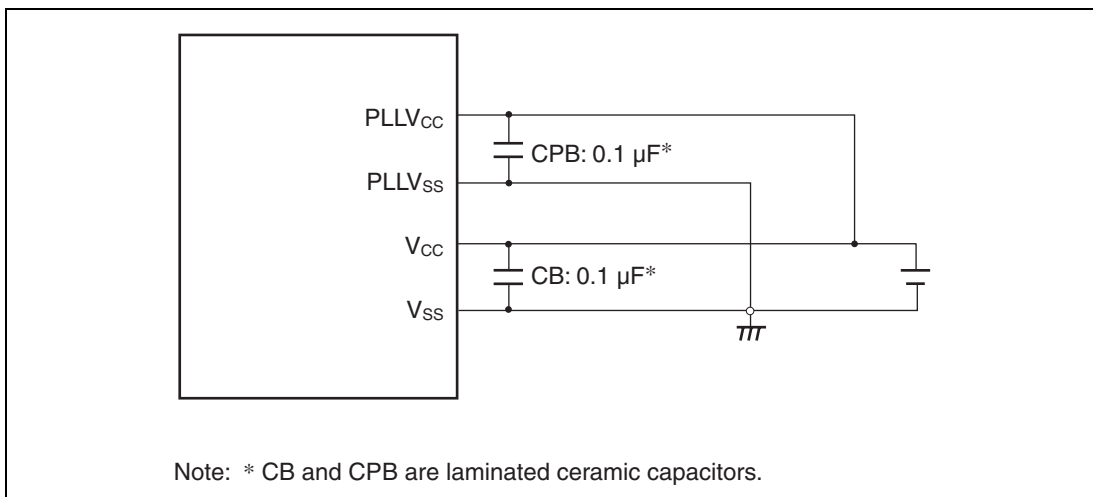 PLLVCC
CPB: 0.1 µF*
PLLVSS
VCC
CB: 0.1 µF*
VSS
Note: * CB and CPB are laminated ceramic capacitors.